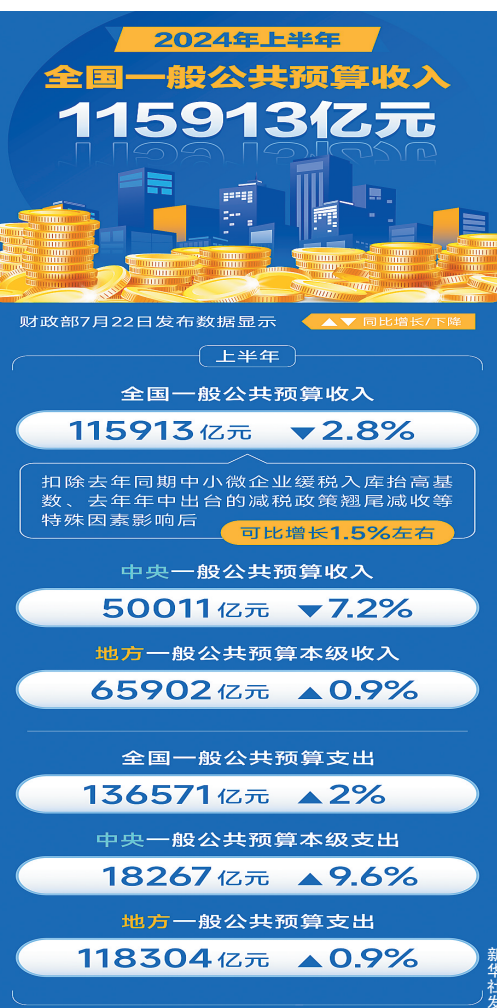 2024年上半年
全国一般公共预算收入
115913亿元
财政部7月22日发布数据显示
▲▼同比增长/下降
上半年
全国一般公共预算收入
115913亿元 ▼2.8%
扣除去年同期中小微企业缓税入库抬高基
数、去年年中出台的减税政策翘尾减收等
特殊因素影响后
可比增长1.5%左右
中央一般公共预算收入
50011亿元 ▼7.2%
地方一般公共预算本级收入
65902亿元 ▲0.9%
全国一般公共预算支出
136571亿元 ▲2%
中央一般公共预算本级支出
18267亿元 ▲9.6%
地方一般公共预算支出
118304亿元 ▲0.9%
新华社发